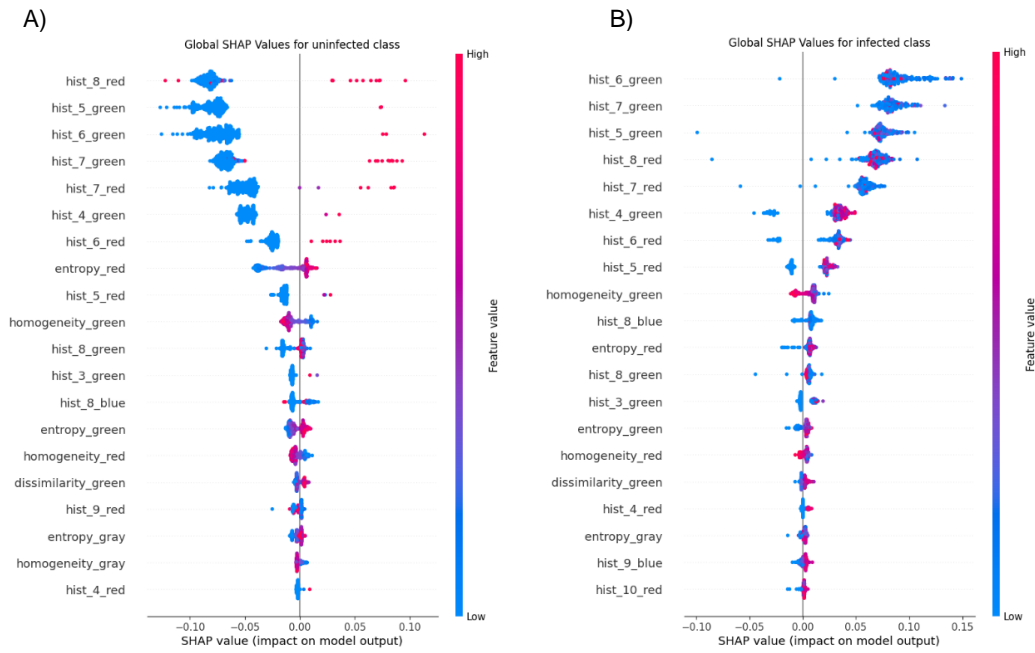 A)
Global SHAP Values for uninfected class
High
hist_8_red
hist_5_green
hist_6_green
hist_7_green
hist_7_red
hist_4_green
hist_6_red
entropy_red
hist_5_red
homogeneity_green
hist_8_green
hist_3_green
hist_8_blue
entropy_green
homogeneity_red
dissimilarity_green
hist_9_red
entropy_gray
homogeneity_gray
hist_4_red
Feature value
Low
−0.10 −0.05 0.00 0.05 0.10
SHAP value (impact on model output)
B)
Global SHAP Values for infected class
High
hist_6_green
hist_7_green
hist_5_green
hist_8_red
hist_7_red
hist_4_green
hist_6_red
hist_5_red
homogeneity_green
hist_8_blue
entropy_red
hist_8_green
hist_3_green
entropy_green
homogeneity_red
dissimilarity_green
hist_4_red
entropy_gray
hist_9_blue
hist_10_red
Feature value
Low
−0.10 −0.05 0.00 0.05 0.10 0.15
SHAP value (impact on model output)